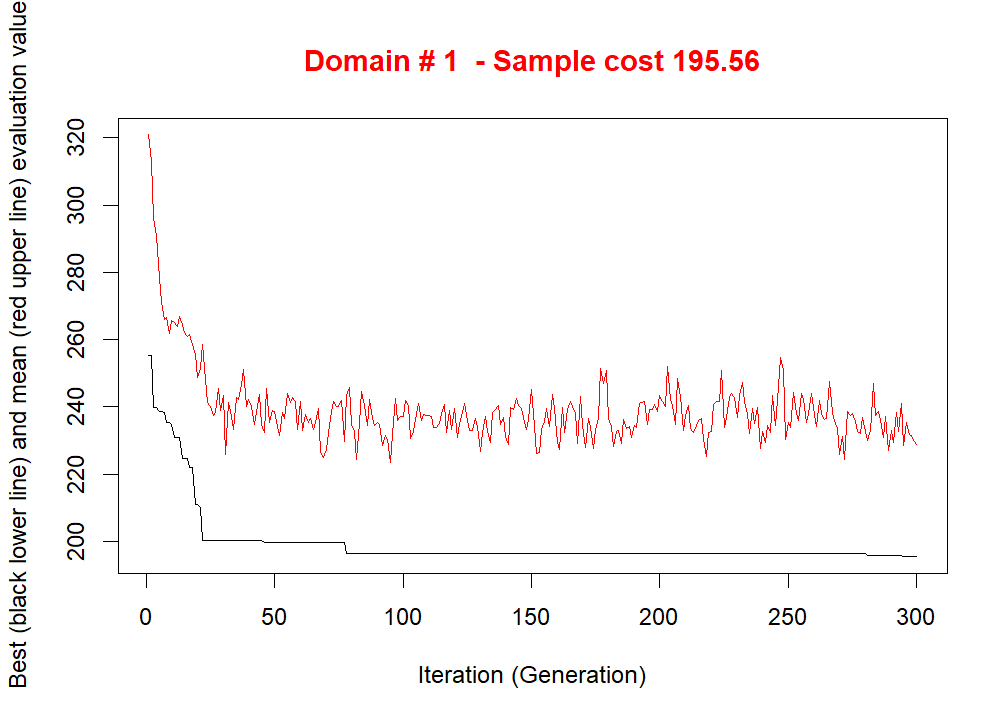 Domain # 1  - Sample cost 195.56
Best (black lower line) and mean (red upper line) evaluation value
320
300
280
260
240
220
200
0 50 100 150 200 250 300
Iteration (Generation)